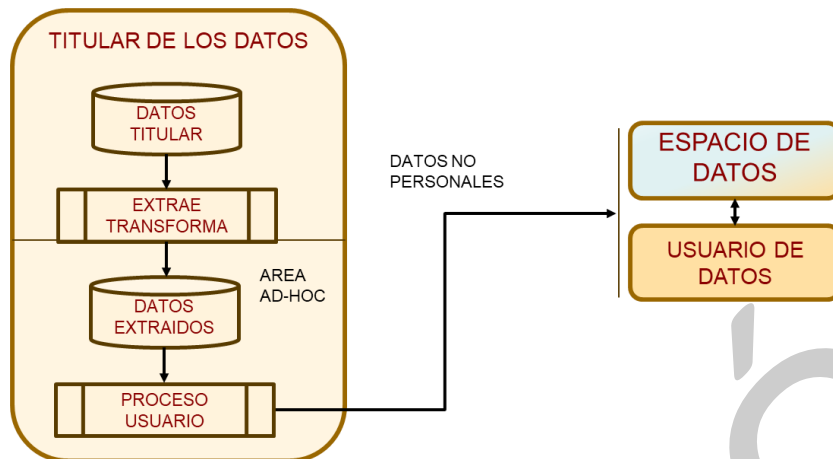 TITULAR DE LOS DATOS
DATOS
TITULAR
EXTRAE
TRANSFORMA
AREA
AD-HOC
DATOS
EXTRAIDOS
PROCESO
USUARIO
DATOS NO
PERSONALES
ESPACIO DE
DATOS
USUARIO DE
DATOS